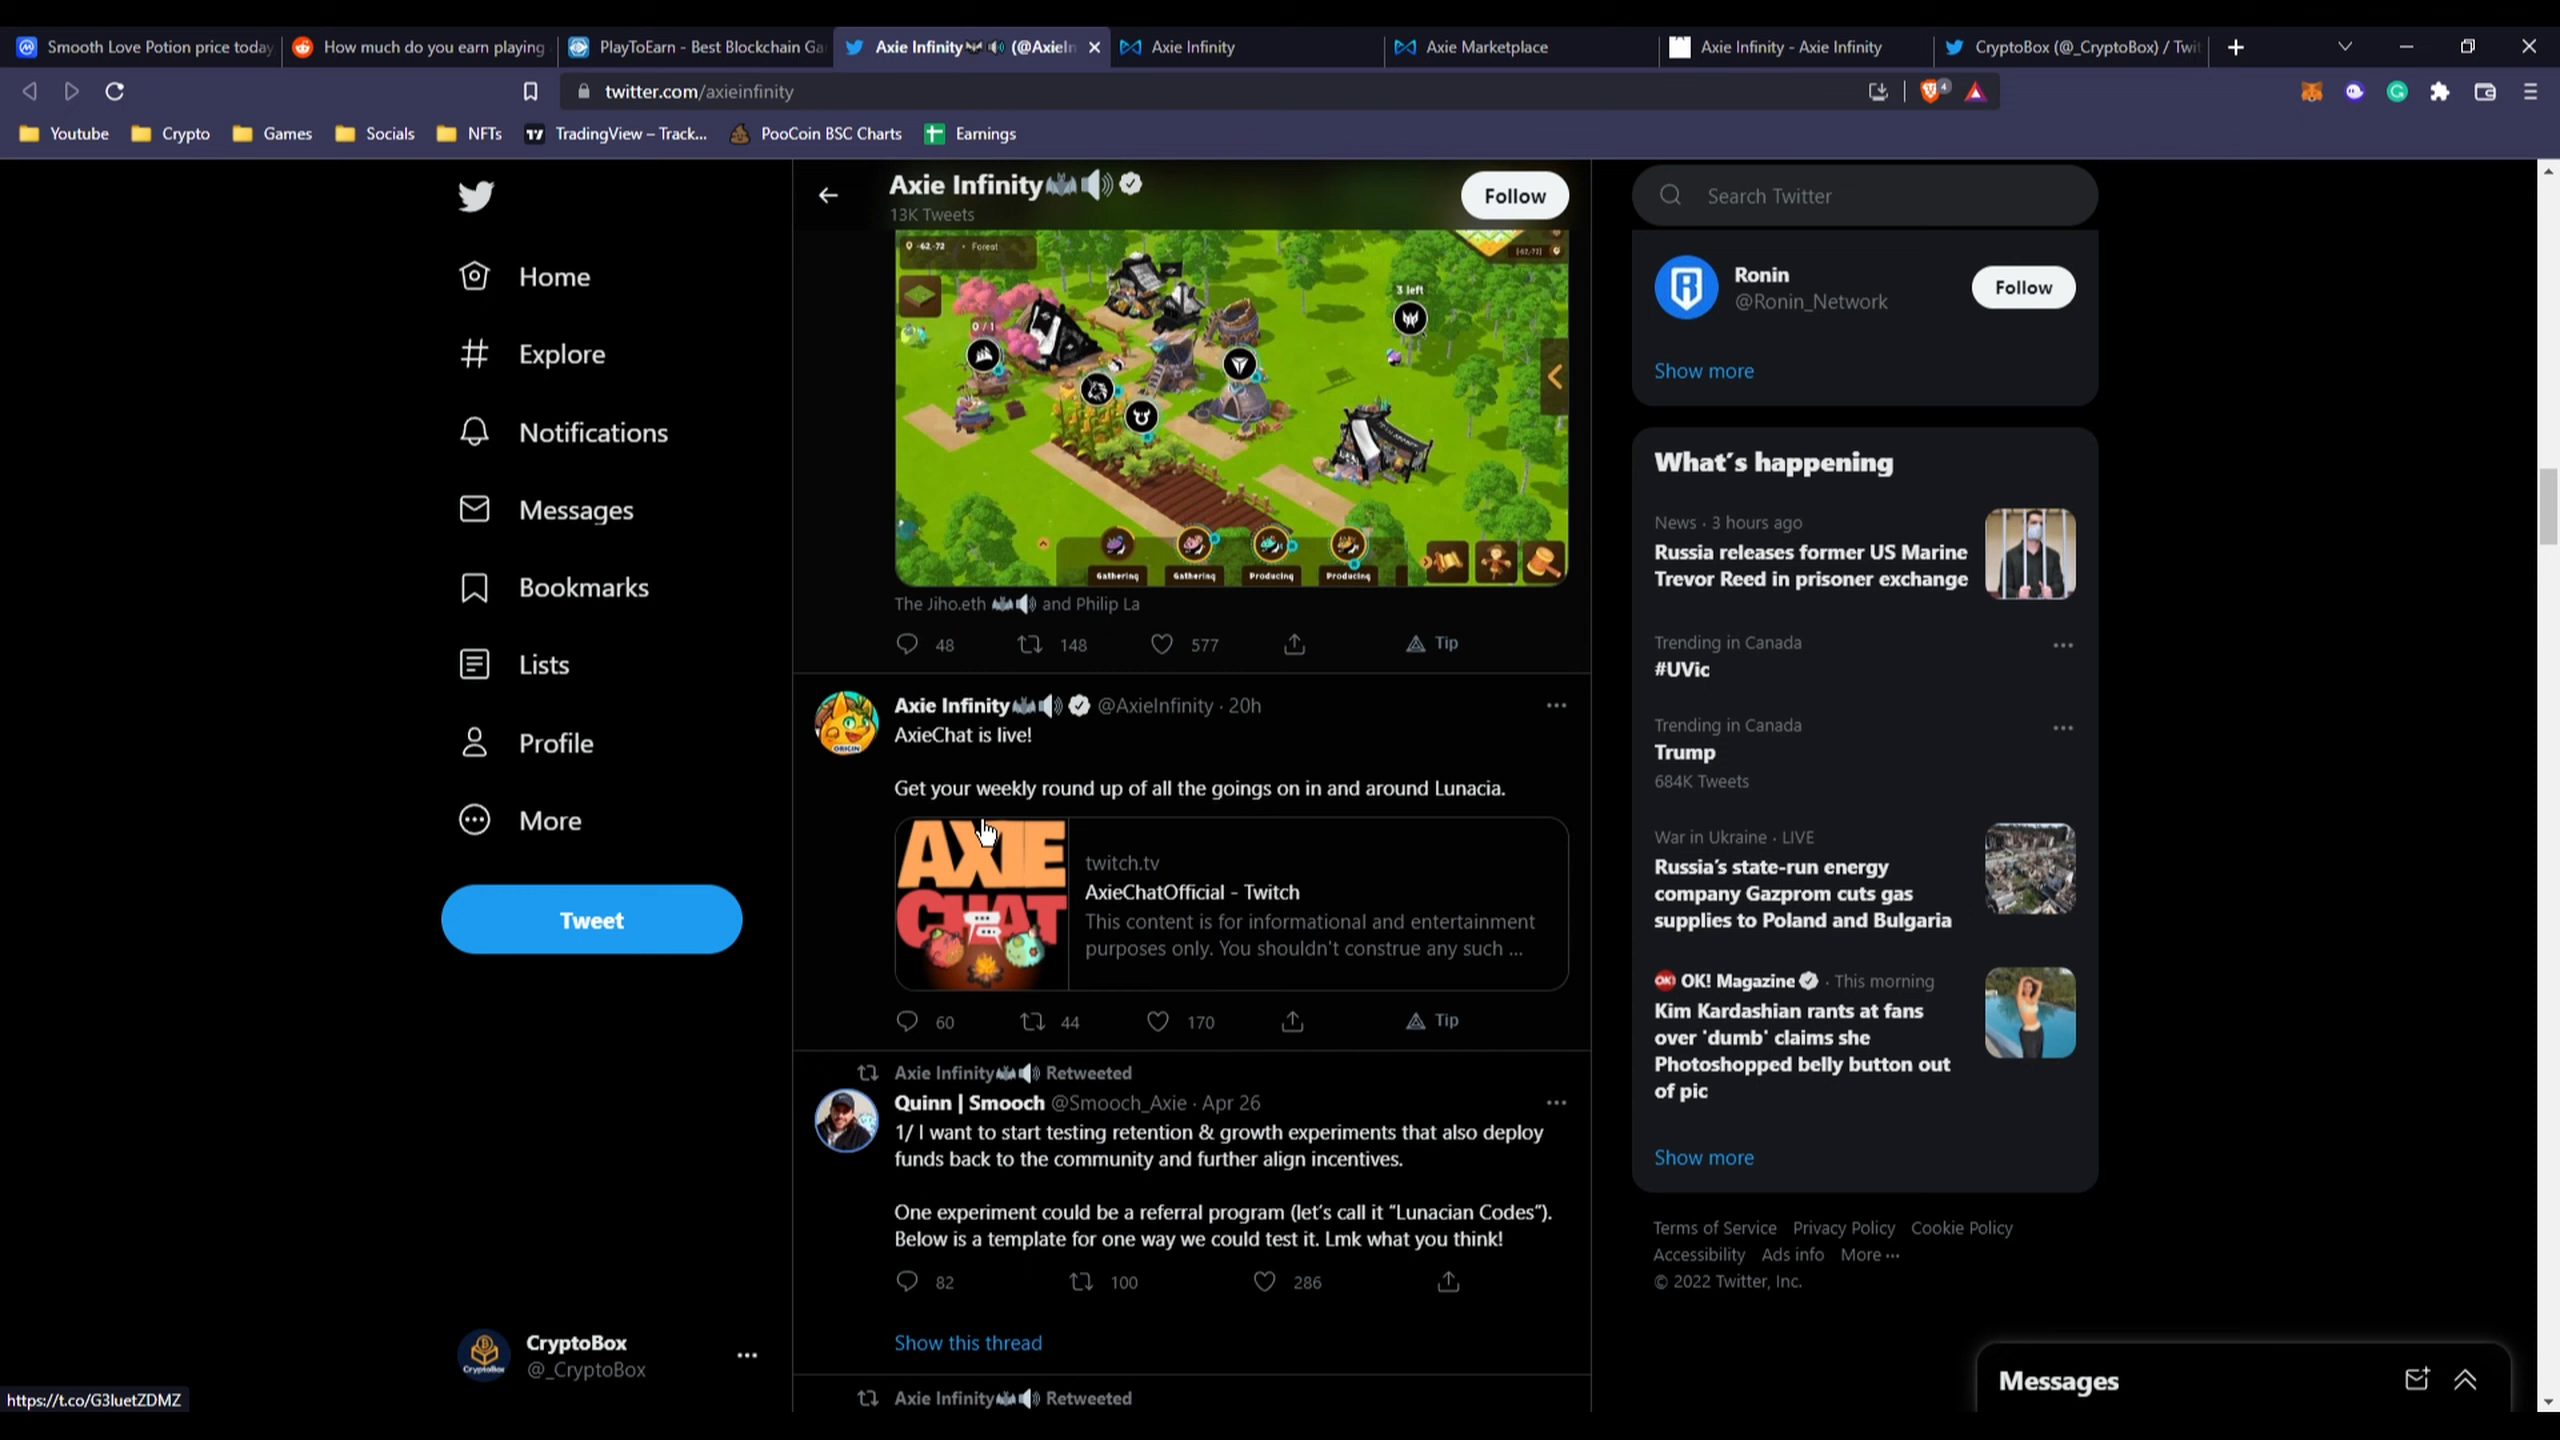 Smooth Love Potion price today
How much do you earn playing
PlayToEarn - Best Blockchain Ga
Axie Infinity (@AxieIn
Axie Infinity
Axie Marketplace
Axie Infinity - Axie Infinity
CryptoBox (@_CryptoBox) / Twit
twitter.com/axieinfinity
4
Youtube
Crypto
Games
Socials
NFTs
TradingView – Track...
PooCoin BSC Charts
Earnings
Home
Explore
Notifications
Messages
Bookmarks
Lists
Profile
More
Tweet
CryptoBox
@_CryptoBox
https://t.co/G3luetZDMZ
Axie Infinity
13K Tweets
Follow
-62,-72 • Forest
[-62,-72]
3 left
0 / 1
Gathering
Gathering
Producing
Producing
The Jiho.eth and Philip La
48 148 577 Tip
Axie Infinity @AxieInfinity · 20h
AxieChat is live!
Get your weekly round up of all the goings on in and around Lunacia.
AXIE
CHAT
ORIGIN
twitch.tv
AxieChatOfficial - Twitch
This content is for informational and entertainment
purposes only. You shouldn't construe any such ...
60 44 170 Tip
Axie Infinity Retweeted
Quinn | Smooch @Smooch_Axie · Apr 26
1/ I want to start testing retention & growth experiments that also deploy
funds back to the community and further align incentives.
One experiment could be a referral program (let's call it "Lunacian Codes").
Below is a template for one way we could test it. Lmk what you think!
82 100 286
Show this thread
Axie Infinity Retweeted
Search Twitter
Ronin
@Ronin_Network
Follow
Show more
What's happening
News · 3 hours ago
Russia releases former US Marine
Trevor Reed in prisoner exchange
Trending in Canada
#UVic
Trending in Canada
Trump
684K Tweets
War in Ukraine · LIVE
Russia's state-run energy
company Gazprom cuts gas
supplies to Poland and Bulgaria
OK! OK! Magazine · This morning
Kim Kardashian rants at fans
over 'dumb' claims she
Photoshopped belly button out
of pic
Show more
Terms of Service Privacy Policy Cookie Policy
Accessibility Ads info More ···
© 2022 Twitter, Inc.
Messages